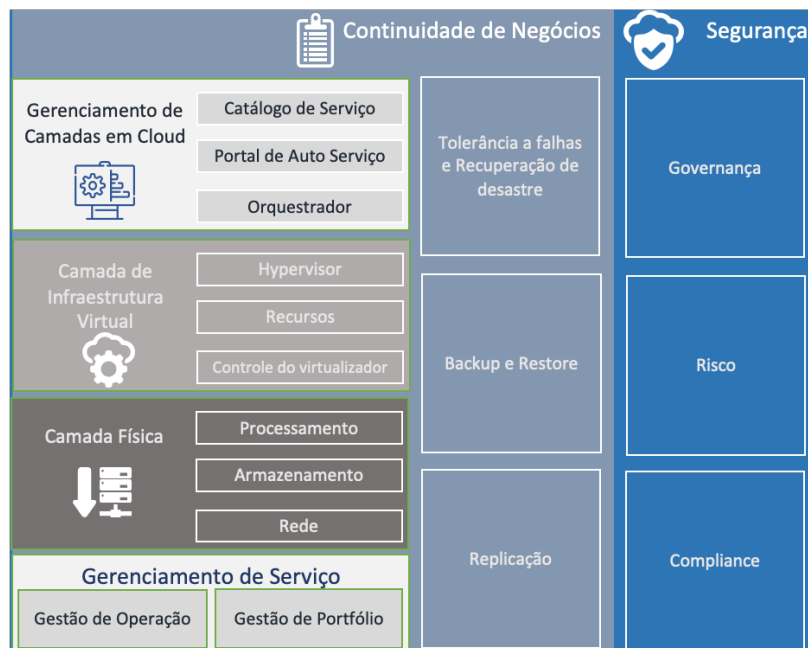 Continuidade de Negócios
Segurança
Gerenciamento de
Camadas em Cloud
Catálogo de Serviço
Portal de Auto Serviço
Orquestrador
Camada de
Infraestrutura
Virtual
Hypervisor
Recursos
Controle do virtualizador
Camada Física
Processamento
Armazenamento
Rede
Gerenciamento de Serviço
Gestão de Operação
Gestão de Portfólio
Tolerância a falhas
e Recuperação de
desastre
Backup e Restore
Replicação
Governança
Risco
Compliance